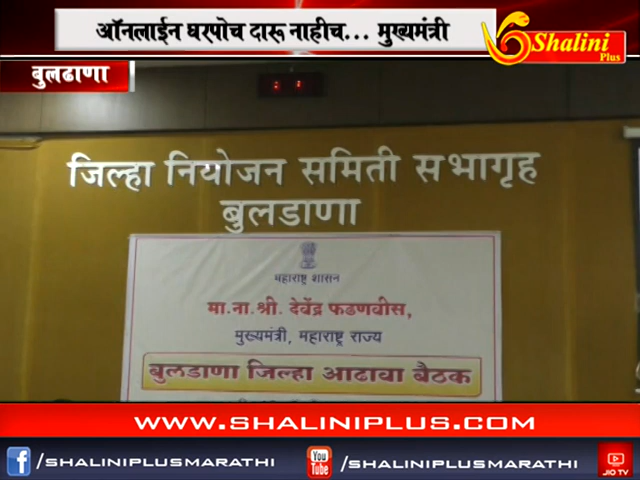 ऑनलाईन घरपोच दारू नाहीच... मुख्यमंत्री
Shalini
Plus
बुलढाणा
जिल्हा नियोजन समिती सभागृह
बुलडाणा
महाराष्ट्र शासन
मा.ना.श्री. देवेंद्र फडणवीस,
मुख्यमंत्री, महाराष्ट्र राज्य
बुलडाणा जिल्हा आढावा बैठक
WWW.SHALINIPLUS.COM
/SHALINIPLUSMARATHI
You
Tube
/SHALINIPLUSMARATHI
JIO TV